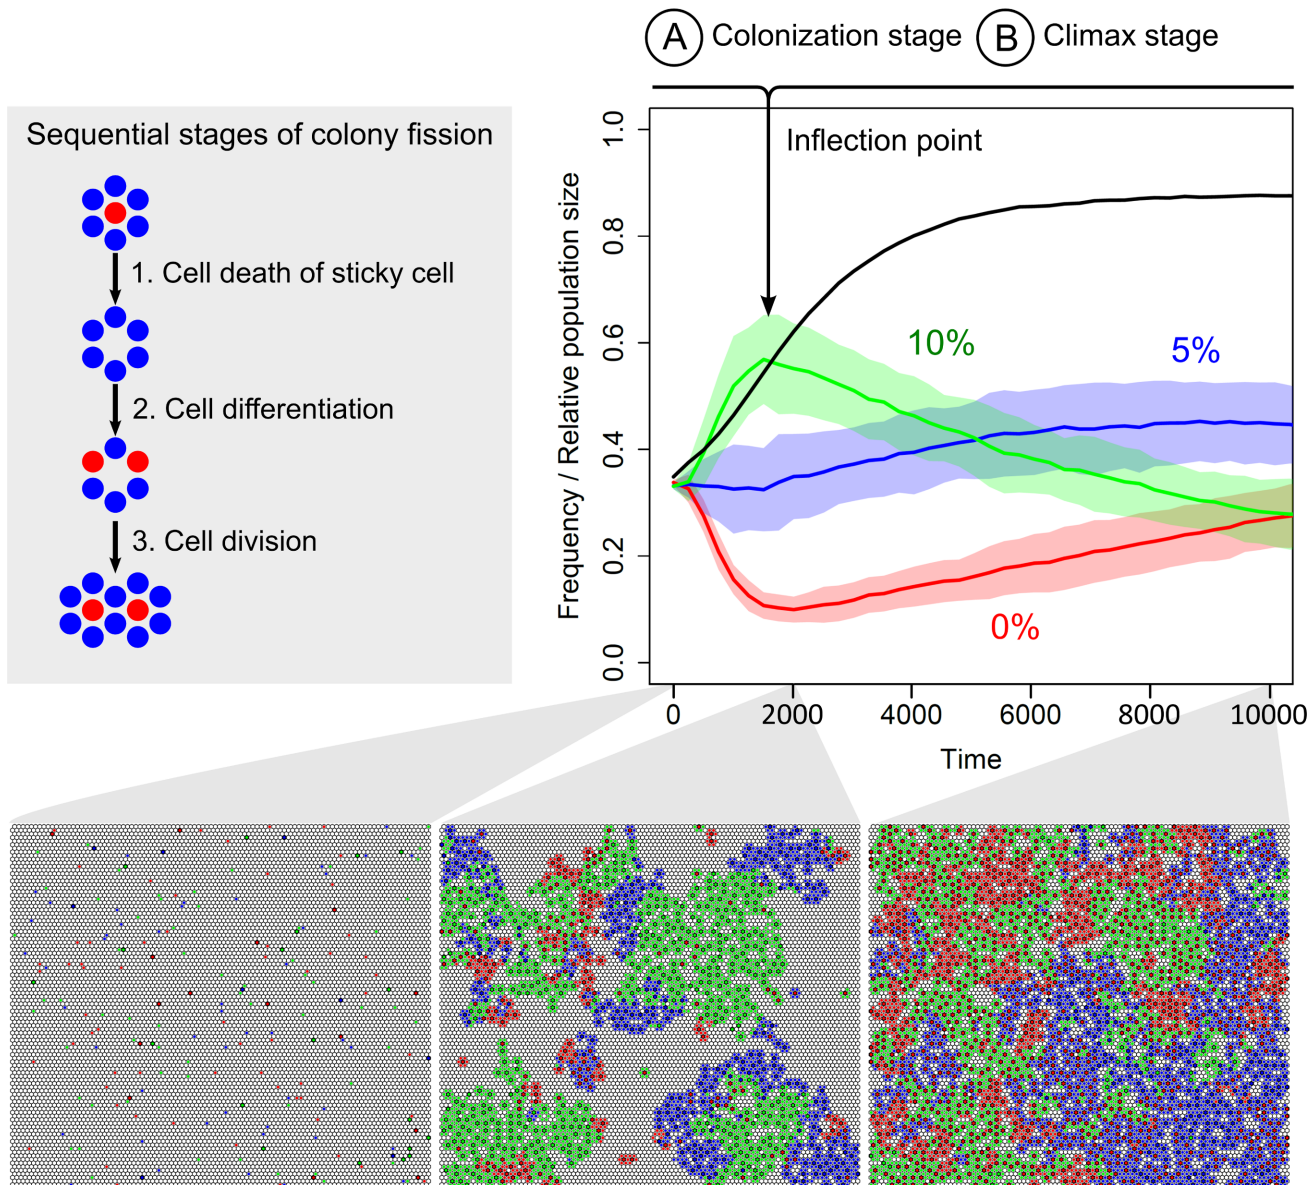 A Colonization stage B Climax stage
Sequential stages of colony fission
1. Cell death of sticky cell
2. Cell differentiation
3. Cell division
Inflection point
Frequency / Relative population size
1.0
0.8
0.6
0.4
0.2
0.0
10%
5%
0%
0 2000 4000 6000 8000 10000
Time